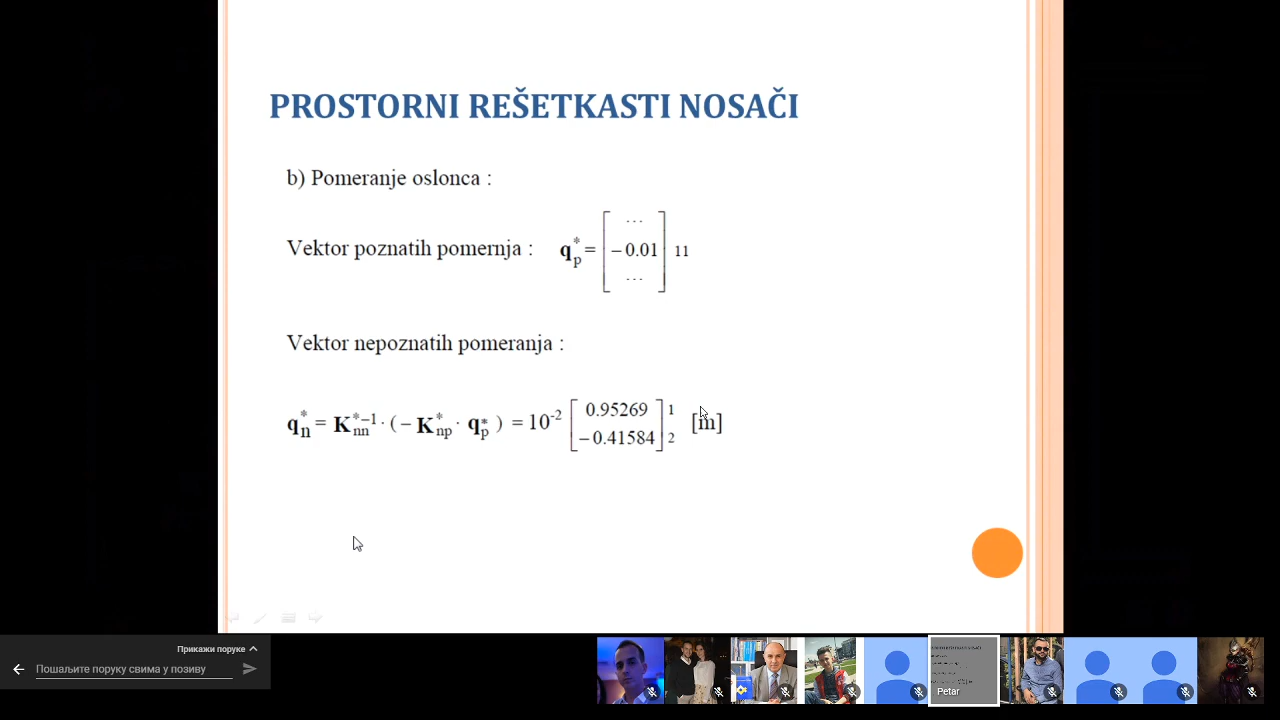 PROSTORNI REŠETKASTI NOSAČI
b) Pomeranje oslonca :
Vektor poznatih pomernja : q*p = [ ... −0.01 ... ] 11
Vektor nepoznatih pomeranja :
q*n = K*−1nn · (− K*np · q*p ) = 10-2 [ 0.95269 −0.41584 ] 1 2 [m]
Прикажи поруке
Пошаљите поруку свима у позиву
Petar